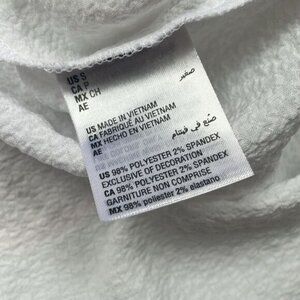 US S
CA P
MX CH
AE صغير
US MADE IN VIETNAM
CA FABRIQUÉ AU VIETNAM
MX HECHO EN VIETNAM
AE صنع في فيتنام
US 98% POLYESTER 2% SPANDEX
EXCLUSIVE OF DECORATION
CA 98% POLYESTER 2% SPANDEX
GARNITURE NON COMPRISE
MX 98% poliester 2% elastano